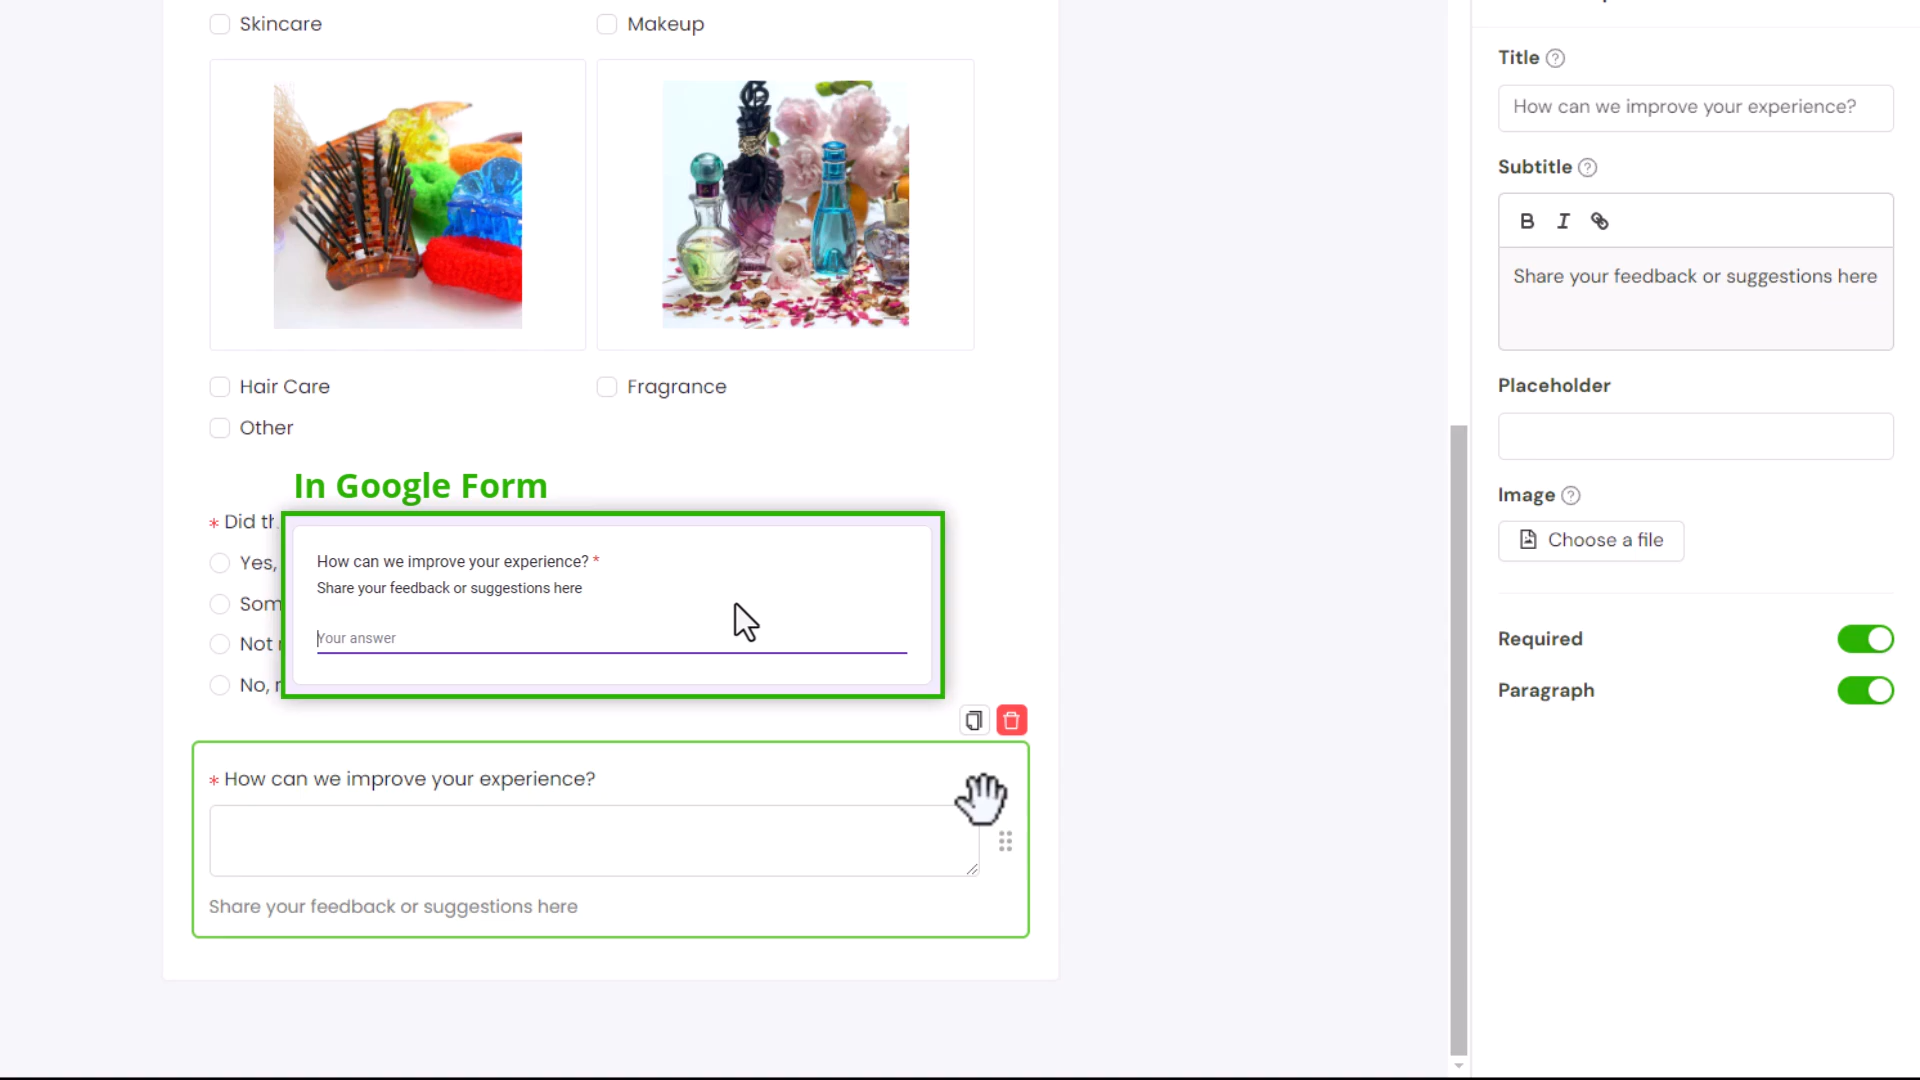 Skincare
Makeup
Hair Care
Fragrance
Other
In Google Form
* Did th
Yes,
Som
Not
No,
How can we improve your experience? *
Share your feedback or suggestions here
Your answer
* How can we improve your experience?
Share your feedback or suggestions here
Title
How can we improve your experience?
Subtitle
B I
Share your feedback or suggestions here
Placeholder
Image
Choose a file
Required
Paragraph